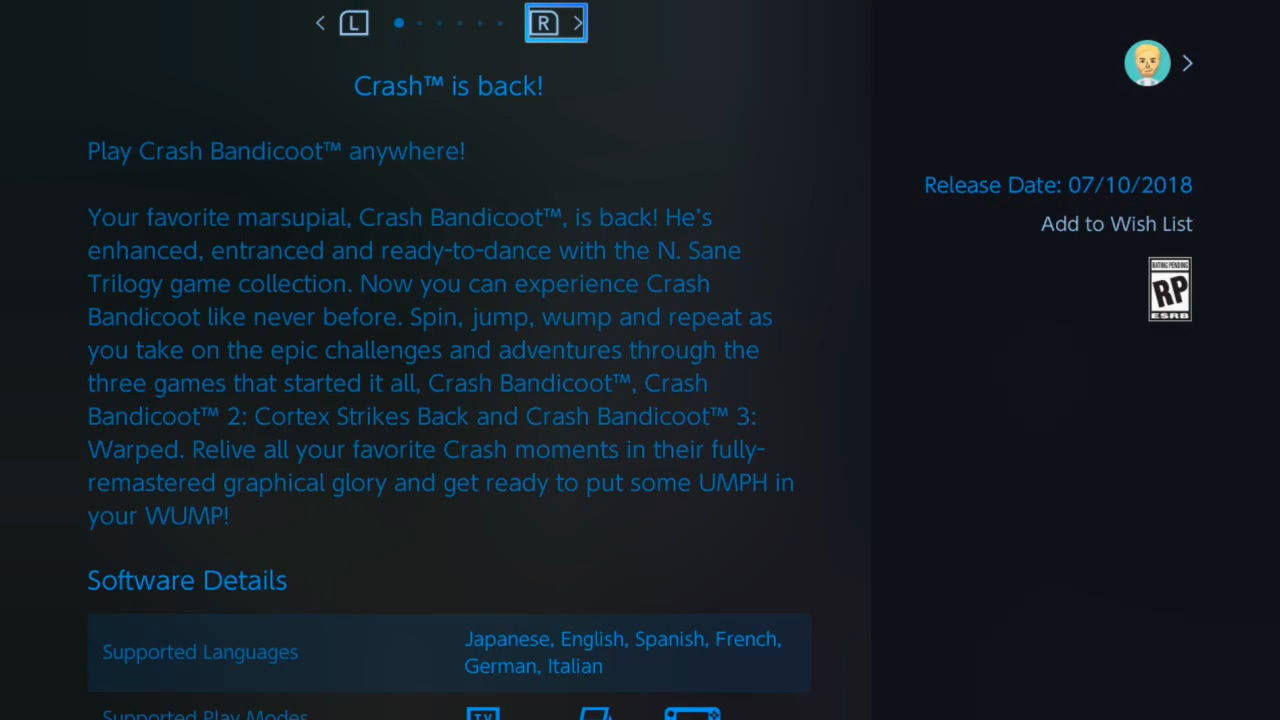 L
R
Crash™ is back!
Play Crash Bandicoot™ anywhere!
Your favorite marsupial, Crash Bandicoot™, is back! He's
enhanced, entranced and ready-to-dance with the N. Sane
Trilogy game collection. Now you can experience Crash
Bandicoot like never before. Spin, jump, wump and repeat as
you take on the epic challenges and adventures through the
three games that started it all, Crash Bandicoot™, Crash
Bandicoot™ 2: Cortex Strikes Back and Crash Bandicoot™ 3:
Warped. Relive all your favorite Crash moments in their fully-
remastered graphical glory and get ready to put some UMPH in
your WUMP!
Software Details
Supported Languages
Japanese, English, Spanish, French,
German, Italian
Supported Play Modes
TV
Release Date: 07/10/2018
Add to Wish List
RATING PENDING
RP
ESRB